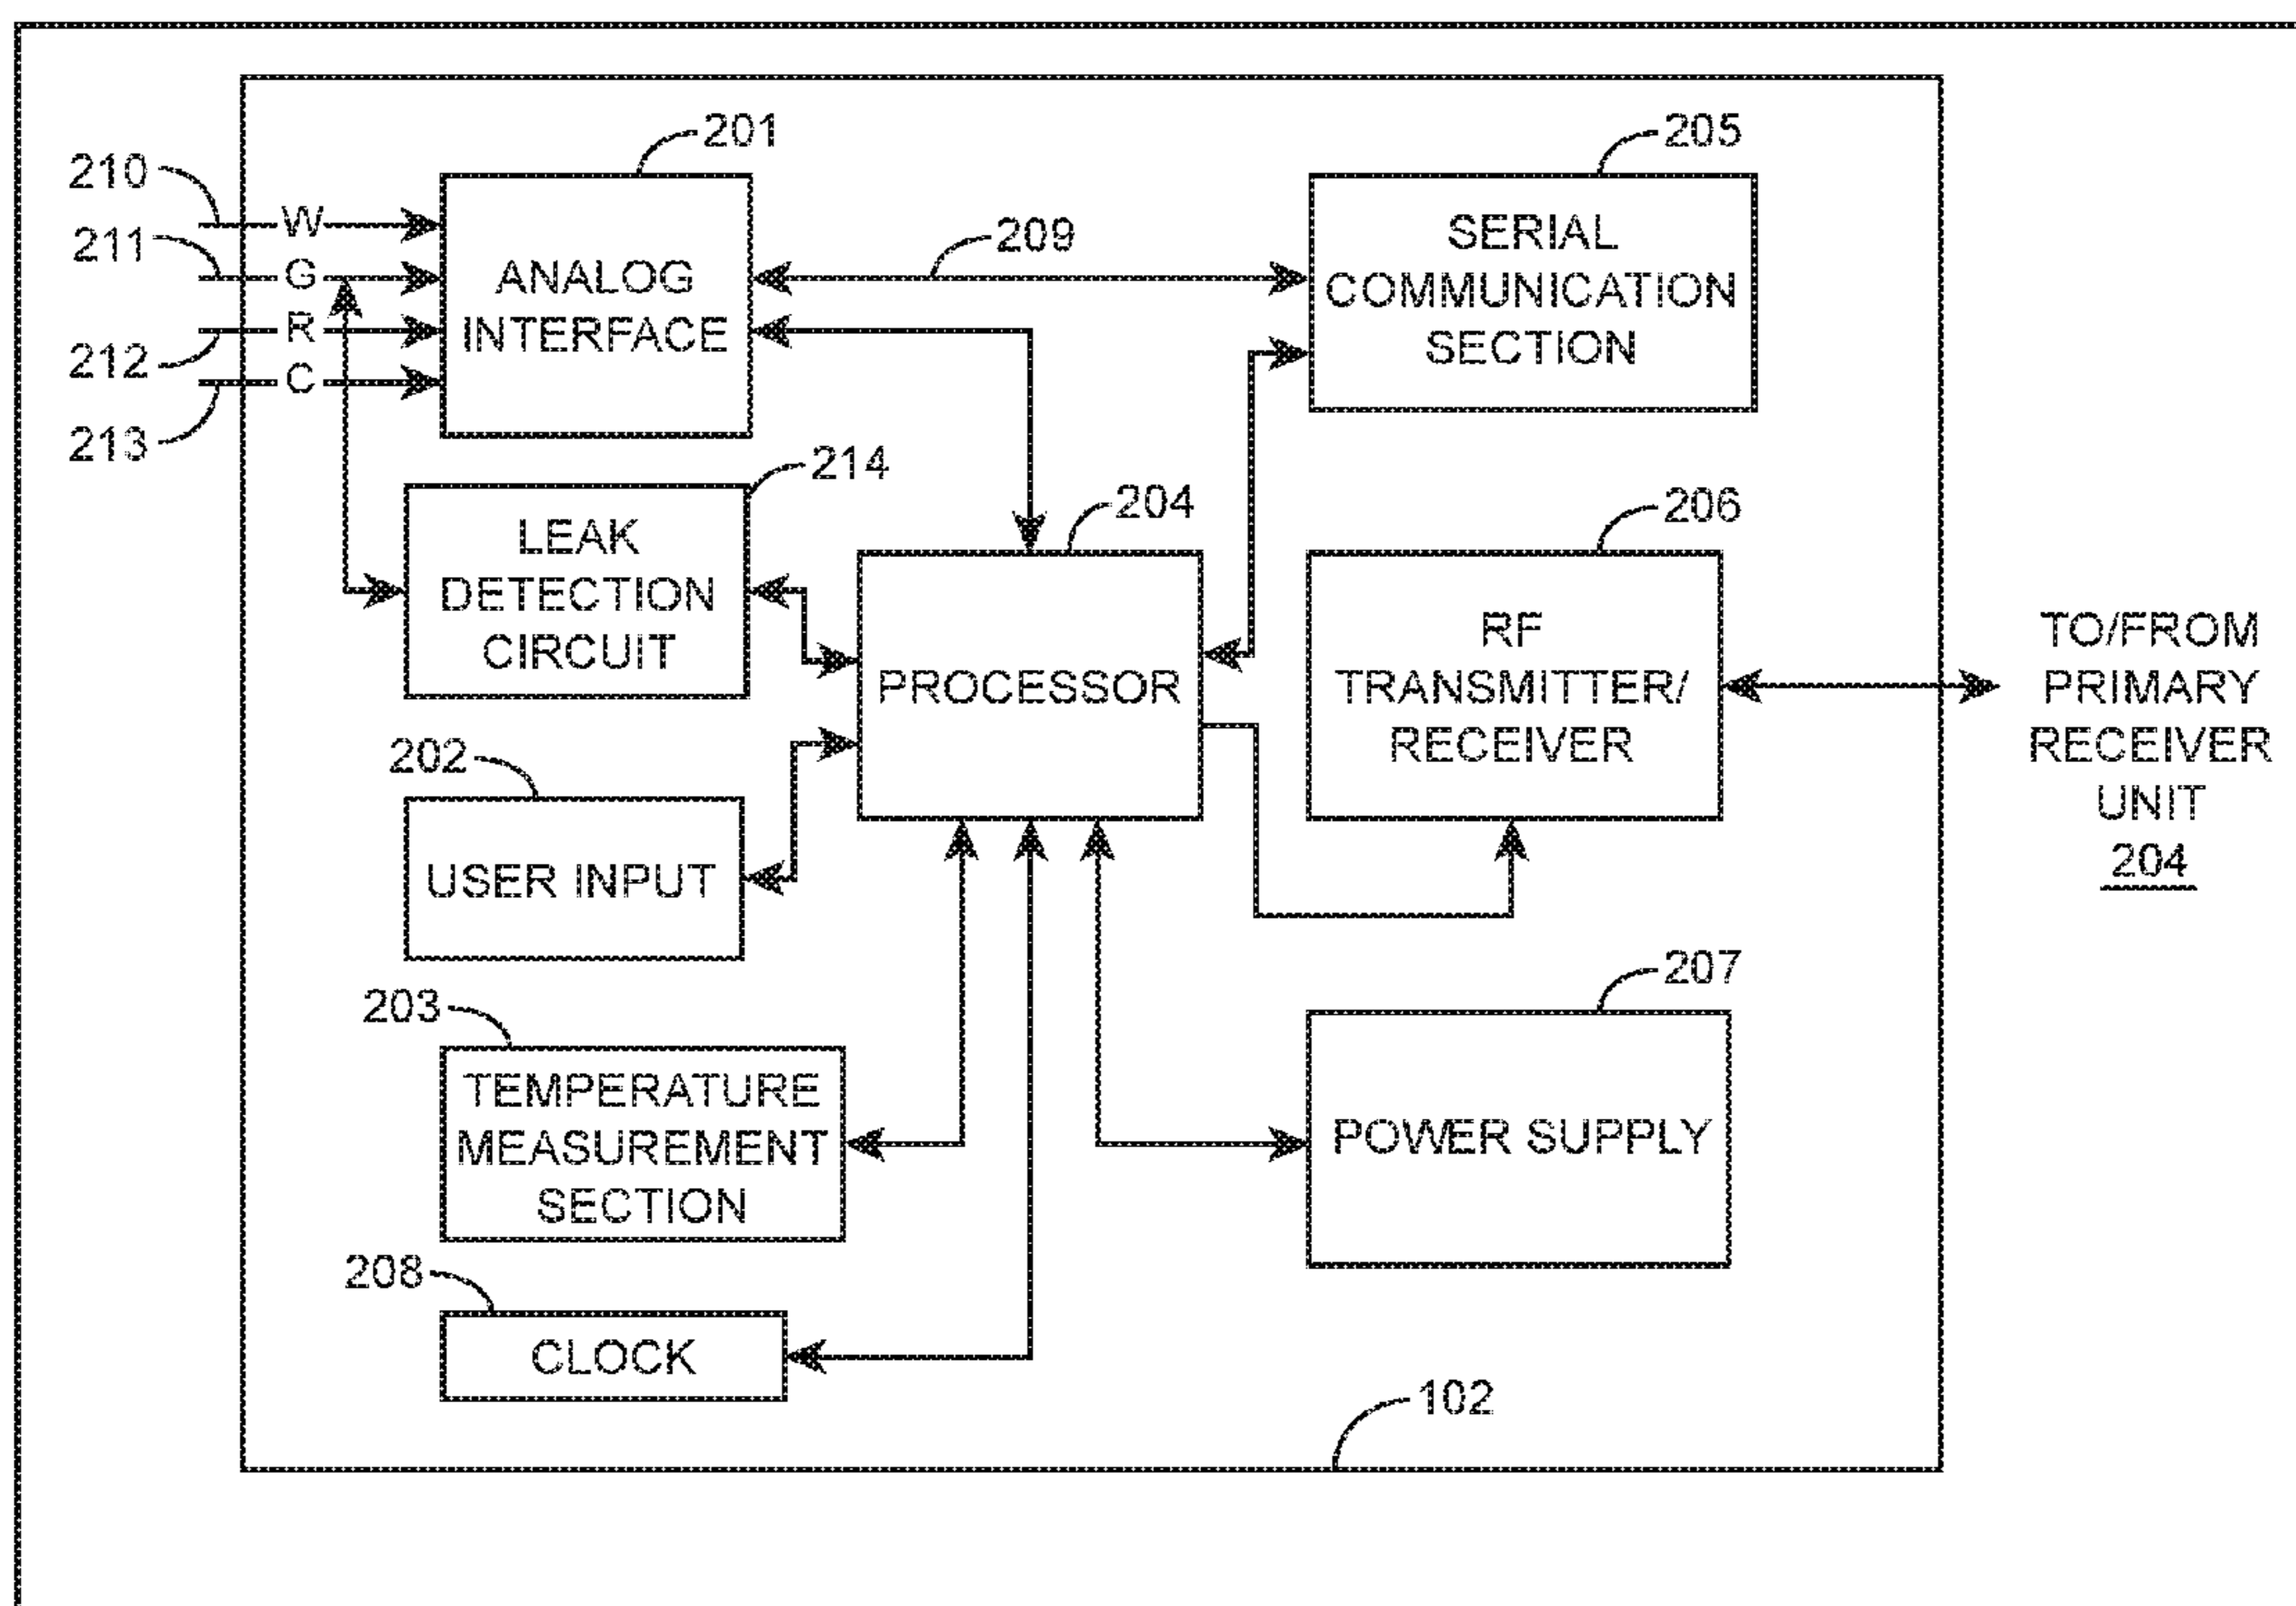 201
205
210
W
211
G
R
212
C
213
ANALOG
INTERFACE
209
SERIAL
COMMUNICATION
SECTION
214
LEAK
DETECTION
CIRCUIT
204
PROCESSOR
206
RF
TRANSMITTER/
RECEIVER
TO/FROM
PRIMARY
RECEIVER
UNIT
204
202
USER INPUT
203
TEMPERATURE
MEASUREMENT
SECTION
207
POWER SUPPLY
208
CLOCK
102